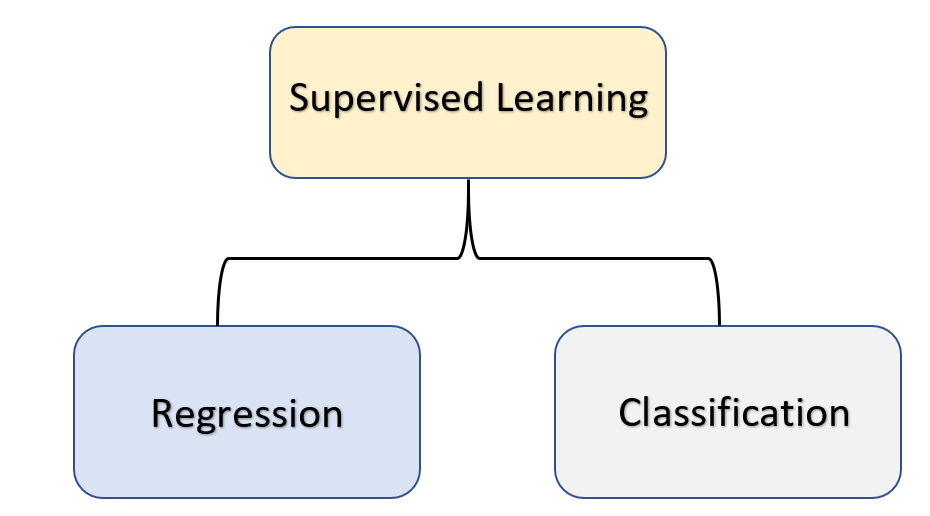 Supervised Learning
Regression
Classification